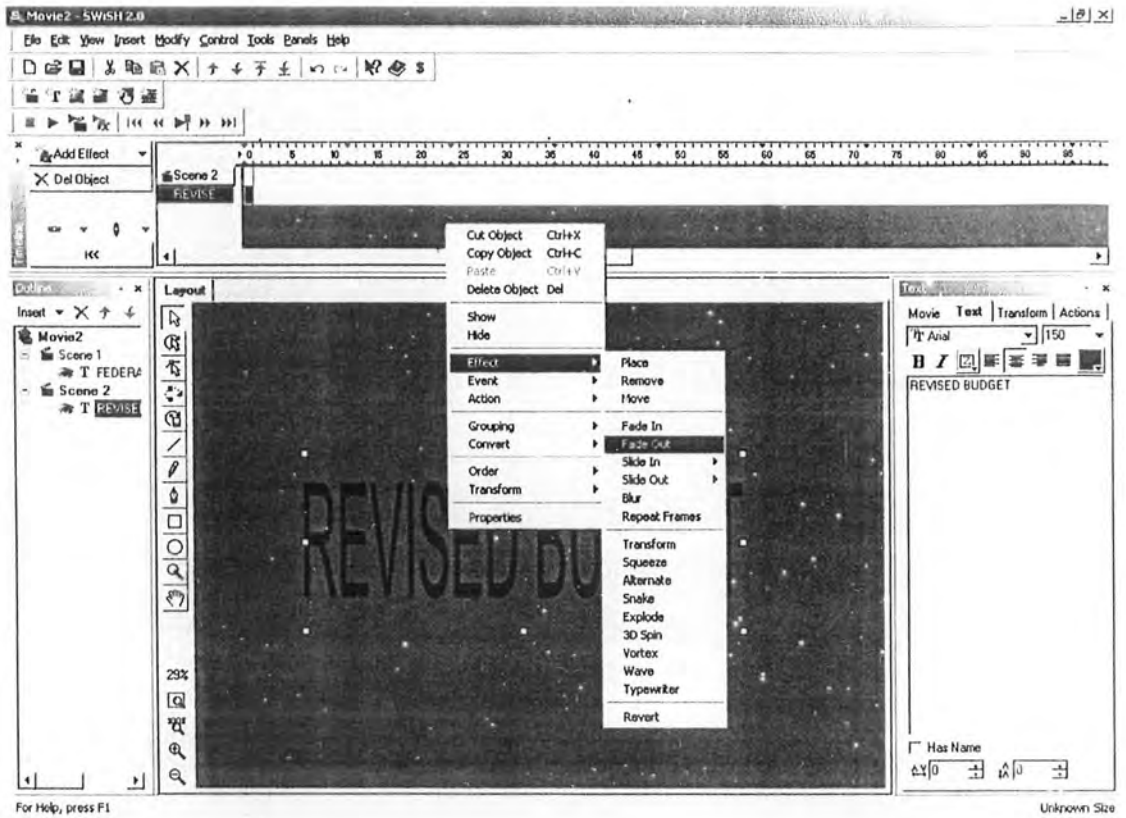 Movie2 - SWiSH 2.0
File Edit View Insert Modify Control Tools Panels Help
Add Effect
Del Object
0 5 10 15 20 25 30 35 40 45 50 55 60 65 70 75 80 85 90 95
Scene 2
REVISE
Cut Object Ctrl+X
Copy Object Ctrl+C
Paste Ctrl+V
Delete Object Del
Show
Hide
Effect
Event
Action
Grouping
Convert
Order
Transform
Properties
Place
Remove
Move
Fade In
Fade Out
Slide In
Slide Out
Blur
Repeat Frames
Transform
Squeeze
Alternate
Snake
Explode
3D Spin
Vortex
Wave
Typewriter
Revert
Outline
Insert
Movie2
Scene 1
T FEDERA
Scene 2
T REVISE
Layout
REVISED BU T
29%
Text
Movie Text Transform Actions
Arial 150
B I
REVISED BUDGET
Has Name
0 0
For Help, press F1
Unknown Size